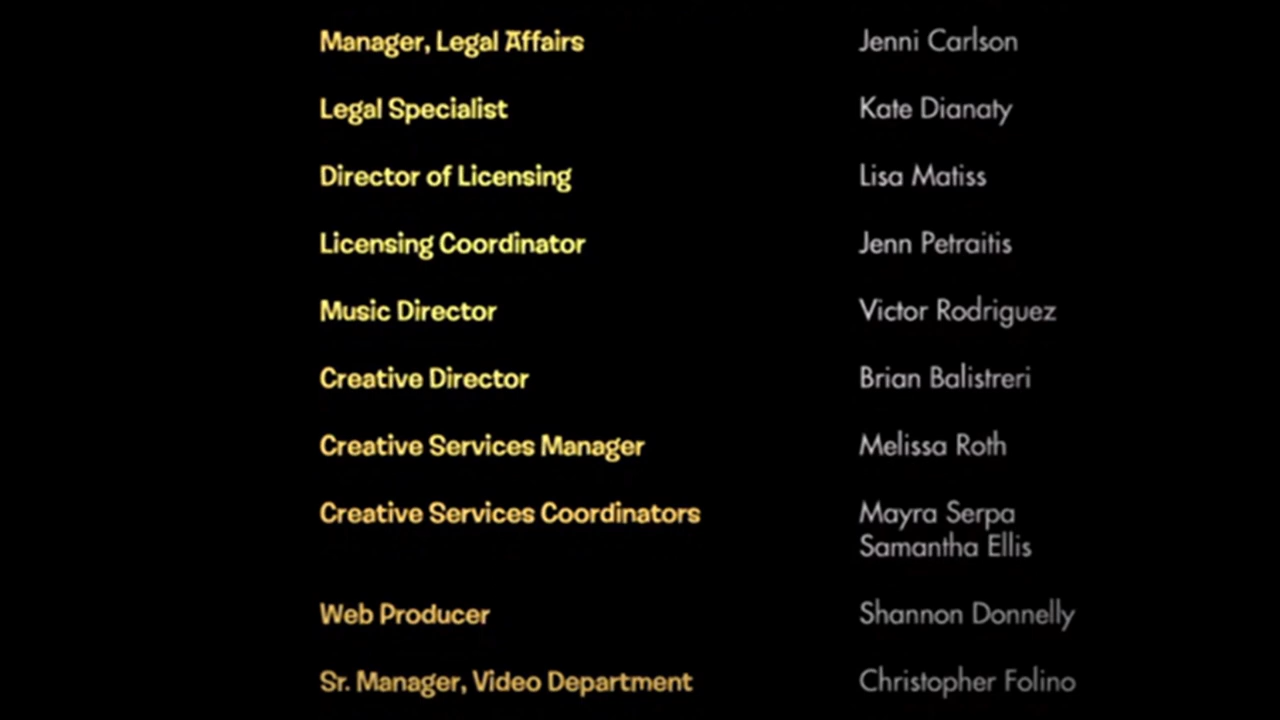 Manager, Legal Affairs Jenni Carlson
Legal Specialist Kate Dianaty
Director of Licensing Lisa Matiss
Licensing Coordinator Jenn Petraitis
Music Director Victor Rodriguez
Creative Director Brian Balistreri
Creative Services Manager Melissa Roth
Creative Services Coordinators Mayra Serpa
Samantha Ellis
Web Producer Shannon Donnelly
Sr. Manager, Video Department Christopher Folino